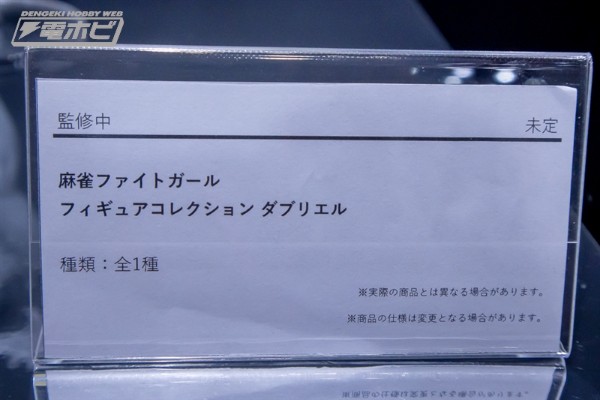 DENGEKI HOBBY WEB
電ホビ
監修中
未定
麻雀ファイトガール
フィギュアコレクション ダブリエル
種類：全1種
※実際の商品とは異なる場合があります。
※商品の仕様は変更となる場合があります。